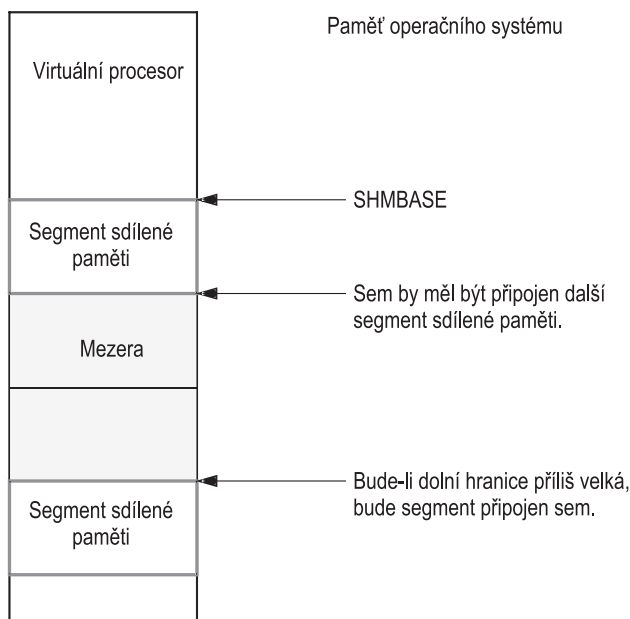 Paměť operačního systému
Virtuální procesor
SHMBASE
Segment sdílené
paměti
Sem by měl být připojen další
segment sdílené paměti.
Mezera
Bude-li dolní hranice příliš velká,
bude segment připojen sem.
Segment sdílené
paměti